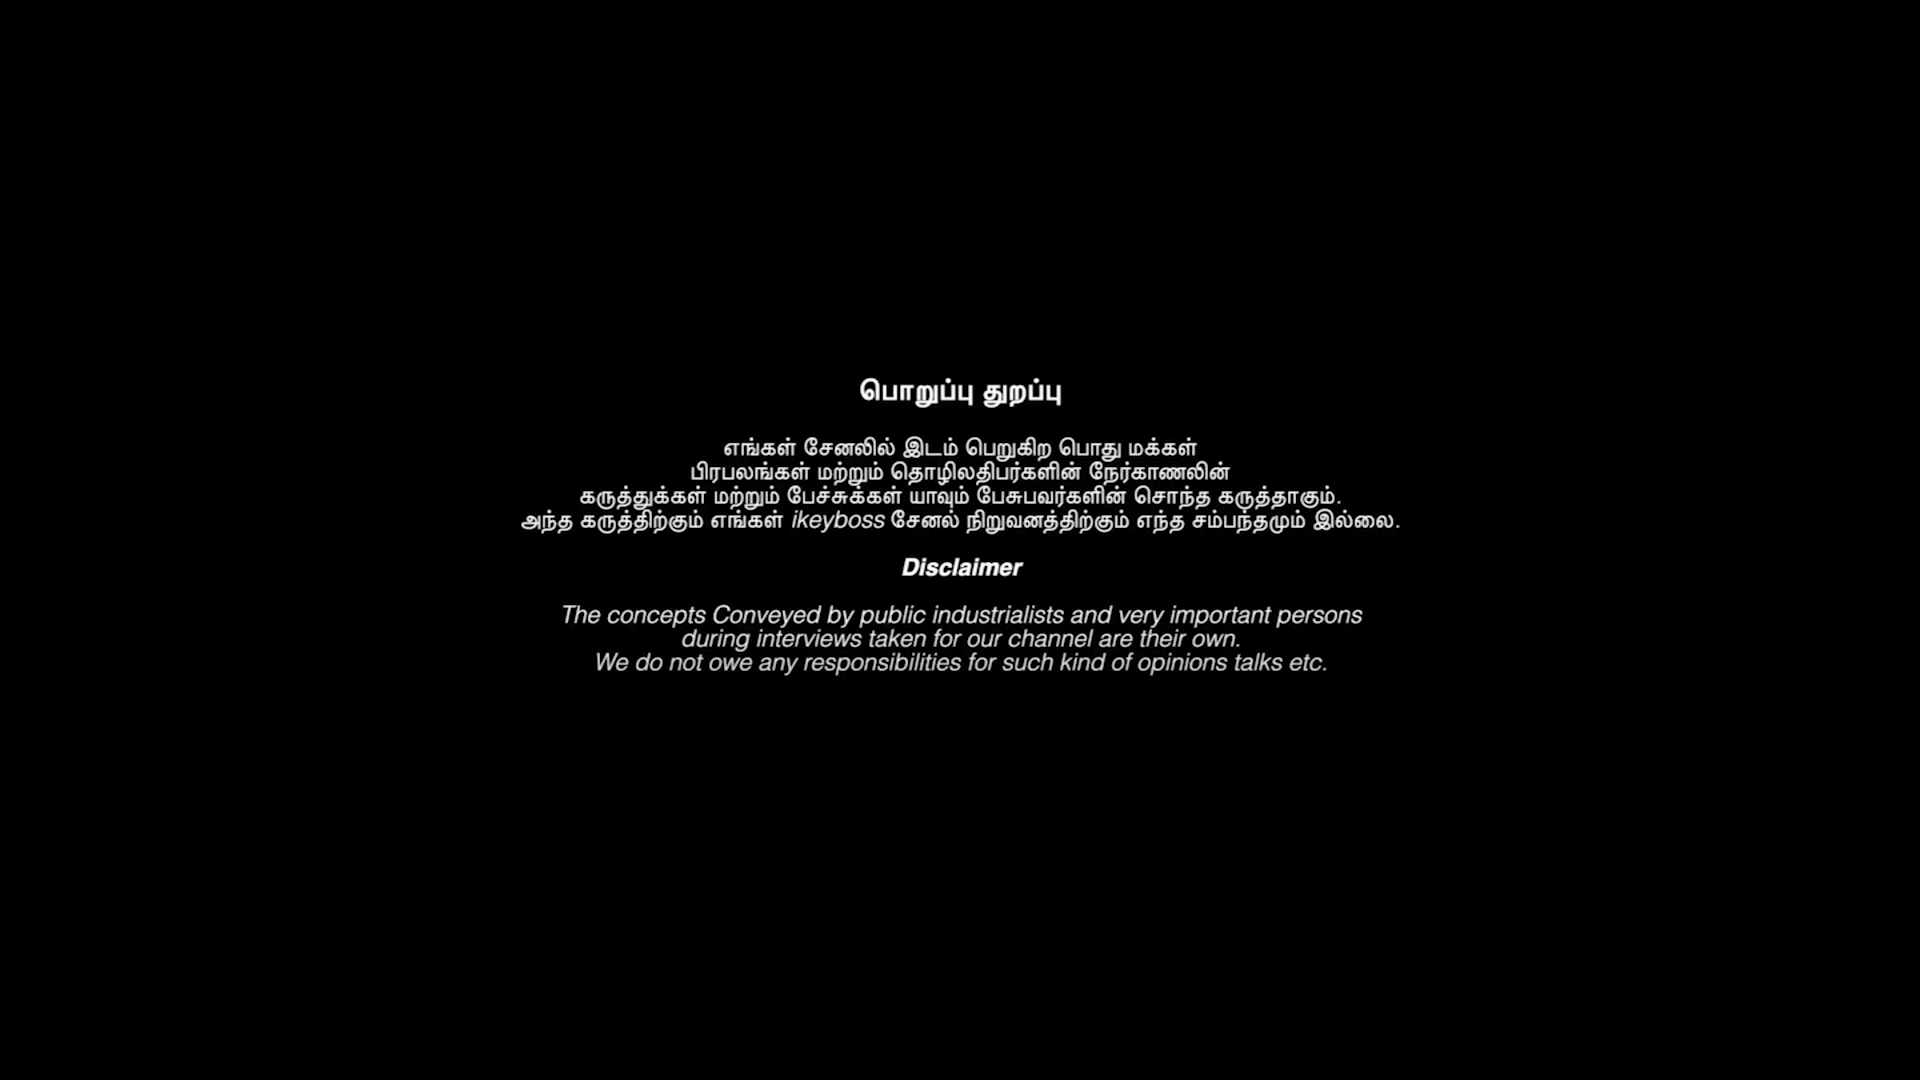 பொறுப்பு துறப்பு
எங்கள் சேனலில் இடம் பெறுகிற பொது மக்கள்
பிரபலங்கள் மற்றும் தொழிலதிபர்களின் நேர்காணலின்
கருத்துக்கள் மற்றும் பேச்சுக்கள் யாவும் பேசுபவர்களின் சொந்த கருத்தாகும்.
அந்த கருத்திற்கும் எங்கள் ikeyboss சேனல் நிறுவனத்திற்கும் எந்த சம்பந்தமும் இல்லை.
Disclaimer
The concepts Conveyed by public industrialists and very important persons
during interviews taken for our channel are their own.
We do not owe any responsibilities for such kind of opinions talks etc.